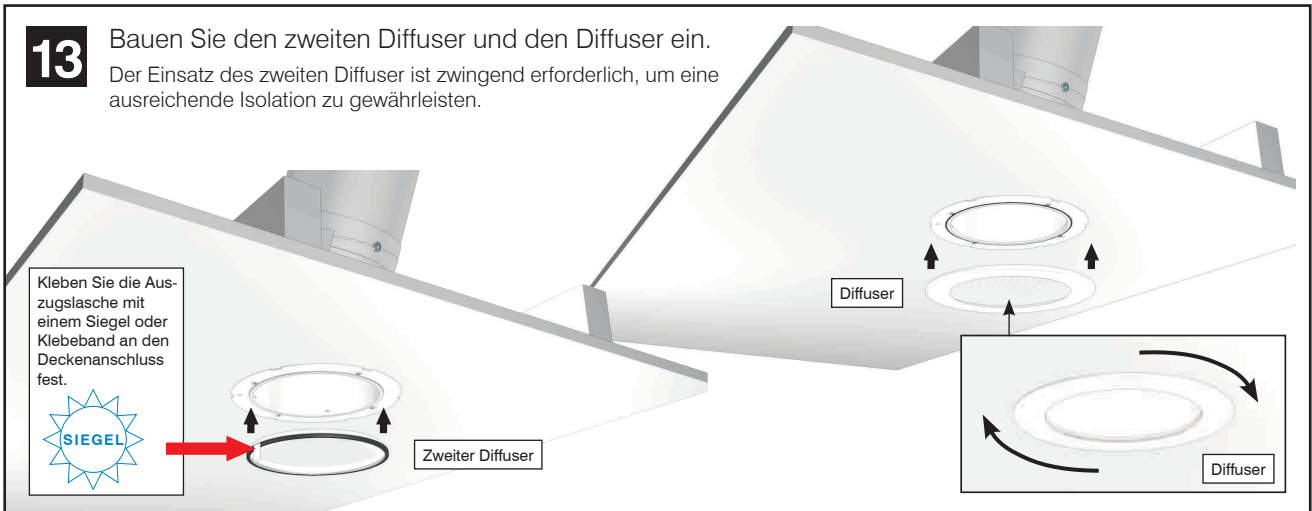 13
Bauen Sie den zweiten Diffuser und den Diffuser ein.
Der Einsatz des zweiten Diffuser ist zwingend erforderlich, um eine
ausreichende Isolation zu gewährleisten.
Kleben Sie die Aus-
zugslasche mit
einem Siegel oder
Klebeband an den
Deckenanschluss
fest.
SIEGEL
Zweiter Diffuser
Diffuser
Diffuser